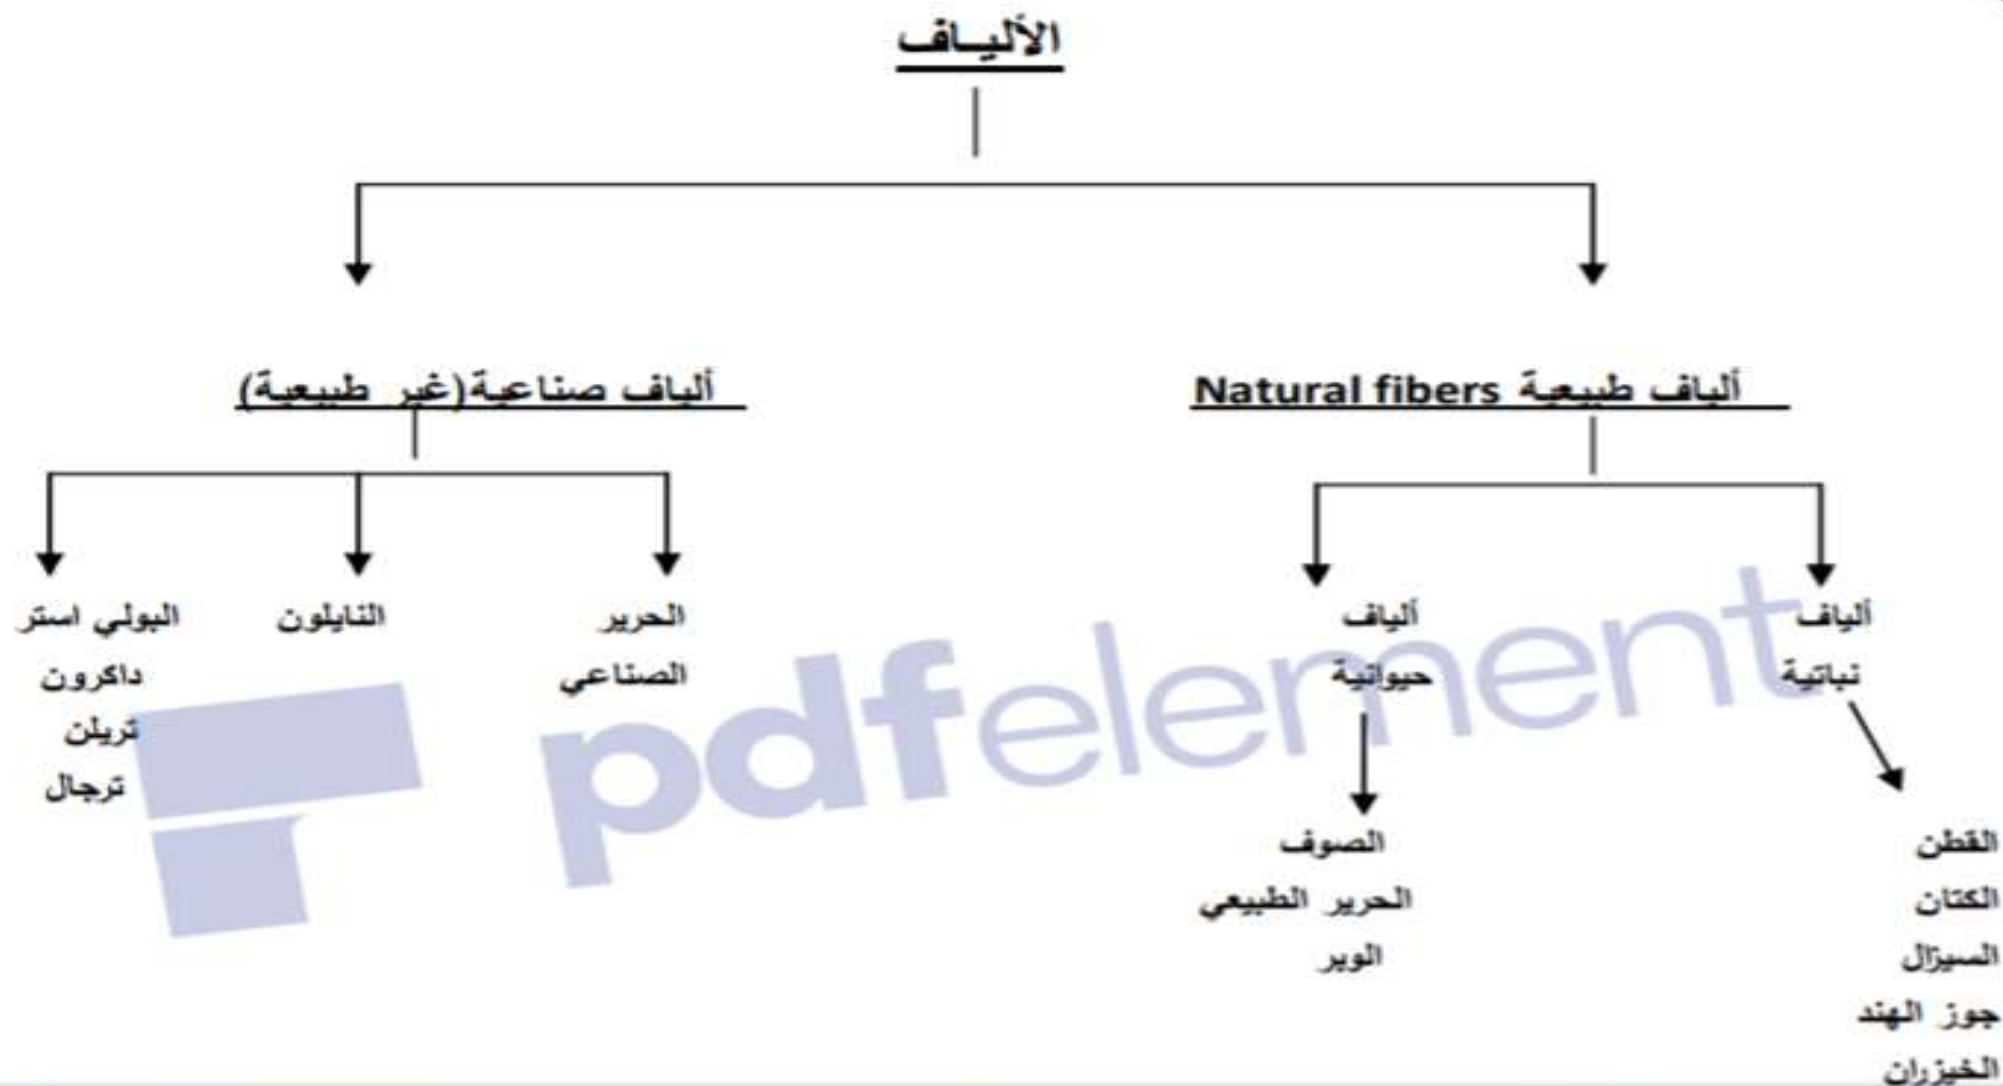 الأليـاف
ألياف طبيعية Natural fibers
ألياف صناعية(غير طبيعية)
ألياف
نباتية
القطن
الكتان
السيزال
جوز الهند
الخيزران
ألياف
حيوانية
الصوف
الحرير الطبيعي
الوبر
الحرير
الصناعي
النايلون
البولي استر
داكرون
تريلن
ترجال
pdfelement